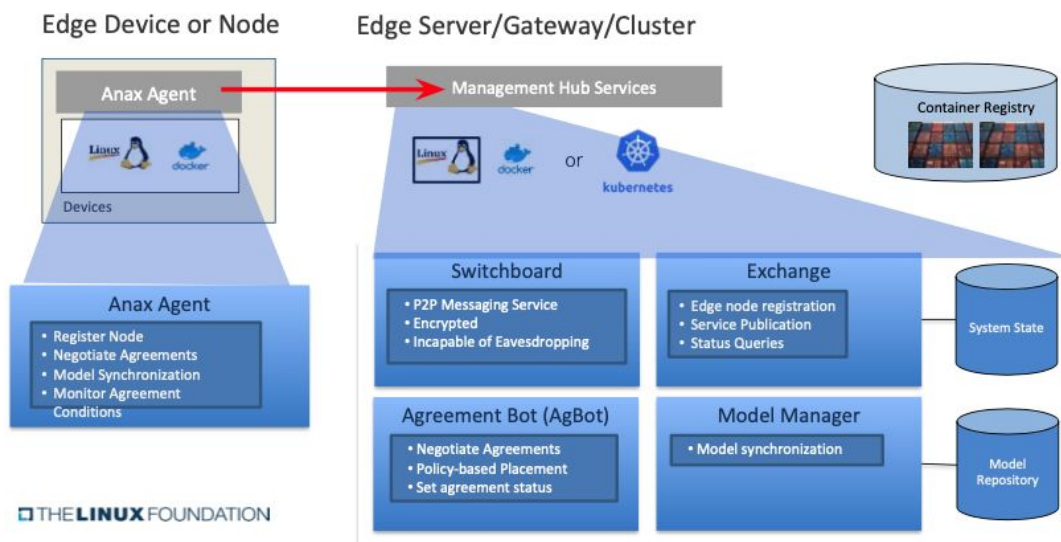 Edge Device or Node
Edge Server/Gateway/Cluster
Anax Agent
Management Hub Services
Container Registry
Linux
docker
Devices
Linux
docker
or
kubernetes
Anax Agent
• Register Node
• Negotiate Agreements
• Model Synchronization
• Monitor Agreement
Conditions
Switchboard
• P2P Messaging Service
• Encrypted
• Incapable of Eavesdropping
Exchange
• Edge node registration
• Service Publication
• Status Queries
System State
Agreement Bot (AgBot)
• Negotiate Agreements
• Policy-based Placement
• Set agreement status
Model Manager
• Model synchronization
Model
Repository
THE LINUX FOUNDATION